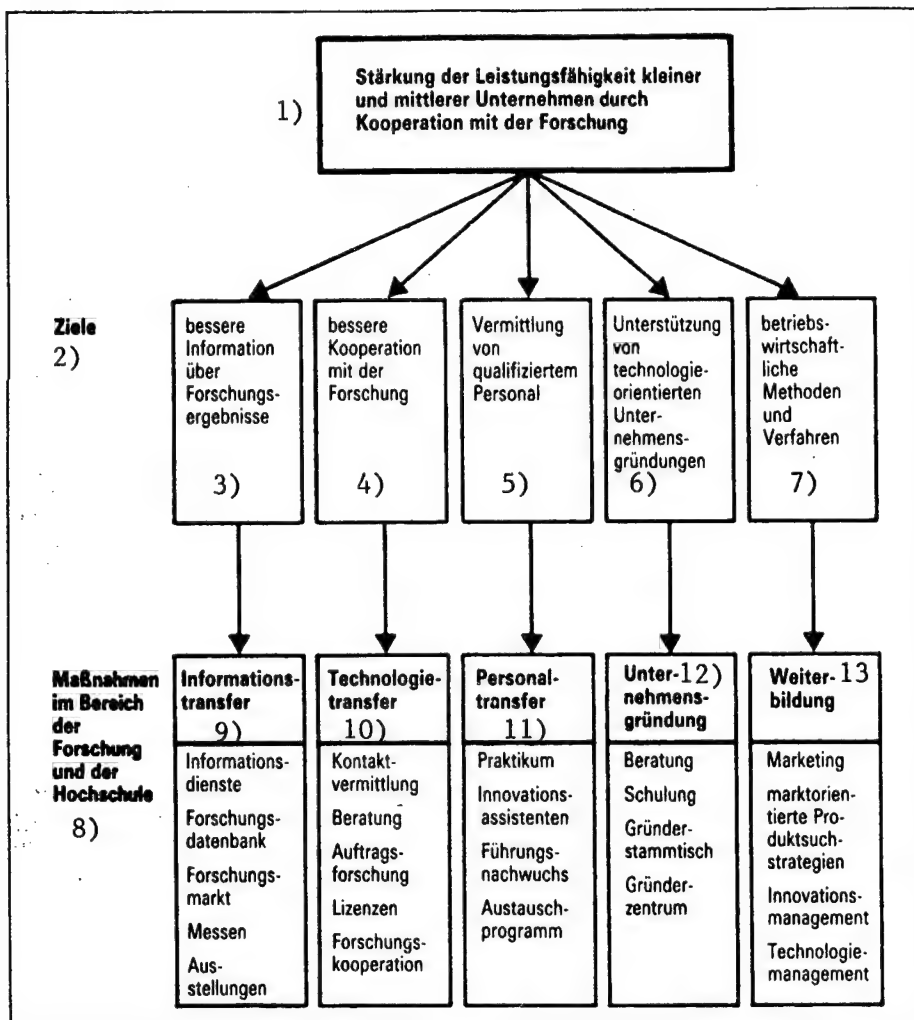 Stärkung der Leistungsfähigkeit kleiner
und mittlerer Unternehmen durch
Kooperation mit der Forschung
1)
Ziele
2)
bessere
Information
über
Forschungs-
ergebnisse
3)
bessere
Kooperation
mit der
Forschung
4)
Vermittlung
von
qualifiziertem
Personal
5)
Unterstützung
von
technologie-
orientierten
Unter-
nehmens-
gründungen
6)
betriebs-
wirtschaft-
liche
Methoden
und
Verfahren
7)
Maßnahmen
im Bereich
der
Forschung
und der
Hochschule
8)
Informations-
transfer
9)
Informations-
dienste
Forschungs-
datenbank
Forschungs-
markt
Messen
Aus-
stellungen
Technologie-
transfer
10)
Kontakt-
vermittlung
Beratung
Auftrags-
forschung
Lizenzen
Forschungs-
kooperation
Personal-
transfer
11)
Praktikum
Innovations-
assistenten
Führungs-
nachwuchs
Austausch-
programm
Unter- 12)
nehmens-
gründung
Beratung
Schulung
Gründer-
stammtisch
Gründer-
zentrum
Weiter- 13
bildung
Marketing
marktorien-
tierte Pro-
duktsuch-
strategien
Innovations-
management
Technologie-
management